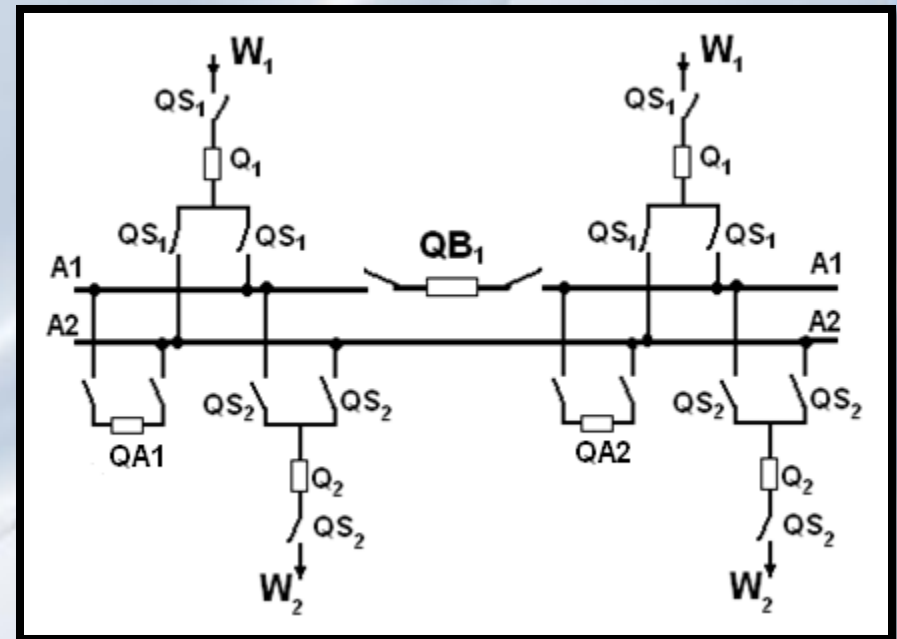 W₁ W₁
QS₁ QS₁
Q₁ Q₁
QS₁ QS₁ QS₁ QS₁
QB₁
A1 A1
A2 A2
QS₂ QS₂ QS₂ QS₂
QA1 QA2
Q₂ Q₂
QS₂ QS₂
W₂ W₂